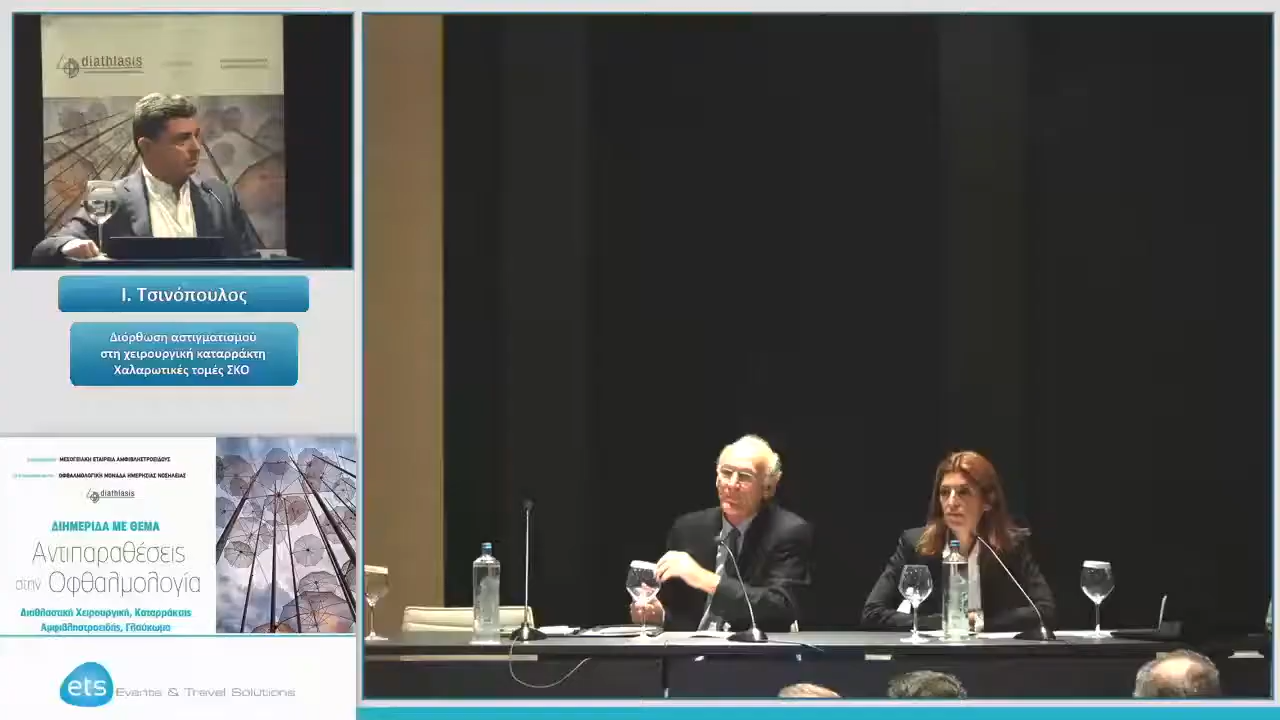 diathlasis
Ι. Τσινόπουλος
Διόρθωση αστιγματισμού
στη χειρουργική καταρράκτη
Χαλαρωτικές τομές ΣΚΟ
ΜΕΣΟΓΕΙΑΚΗ ΕΤΑΙΡΕΙΑ ΑΜΦΙΒΛΗΣΤΡΟΕΙΔΟΥΣ
ΟΦΘΑΛΜΟΛΟΓΙΚΗ ΜΟΝΑΔΑ ΗΜΕΡΗΣΙΑΣ ΝΟΣΗΛΕΙΑΣ
diathlasis
ΔΙΗΜΕΡΙΔΑ ΜΕ ΘΕΜΑ
Αντιπαραθέσεις
στην Οφθαλμολογία
Διαθλαστική Χειρουργική, Καταρράκτης
Αμφιβληστροειδής, Γλαύκωμα
ets Events & Travel Solutions